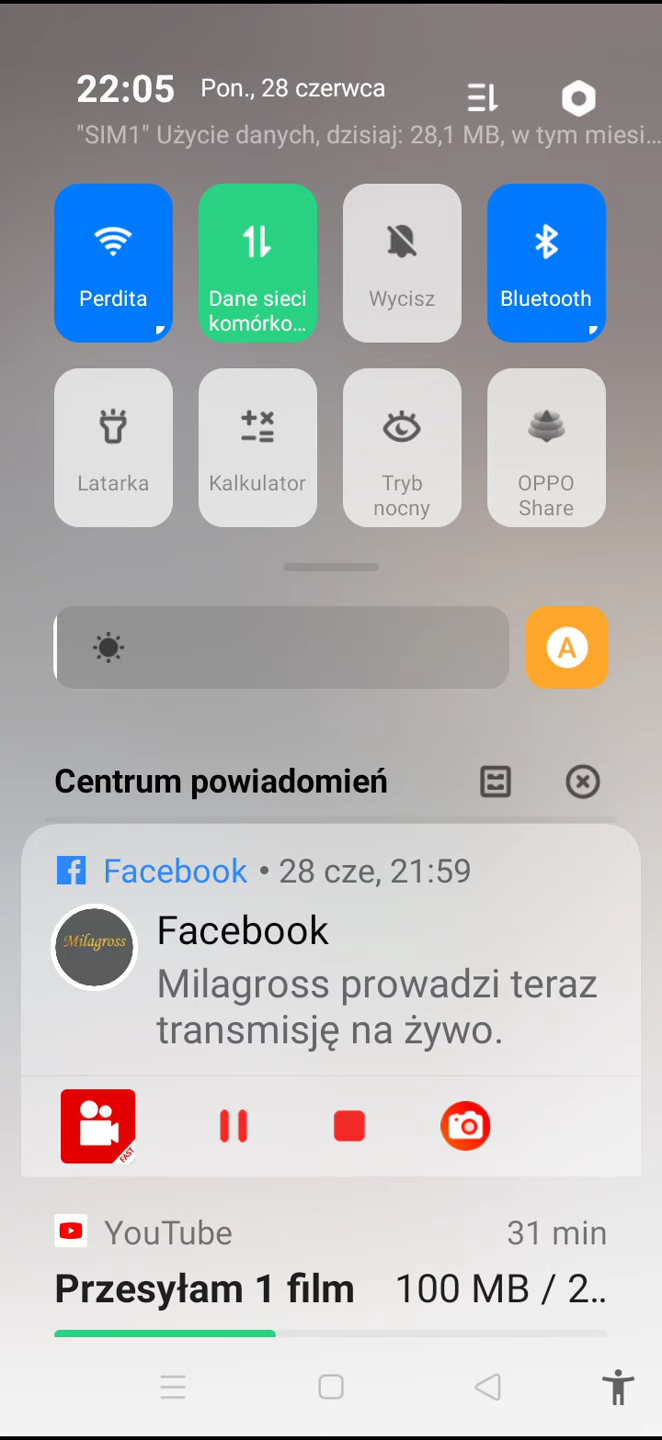 22:05 Pon., 28 czerwca
"SIM1" Użycie danych, dzisiaj: 28,1 MB, w tym miesi...
Perdita
Dane sieci
komórko...
Wycisz
Bluetooth
Latarka
Kalkulator
Tryb
nocny
OPPO
Share
A
Centrum powiadomień
Facebook • 28 cze, 21:59
Milagross
Facebook
Milagross prowadzi teraz
transmisję na żywo.
FAST
YouTube 31 min
Przesyłam 1 film 100 MB / 2..